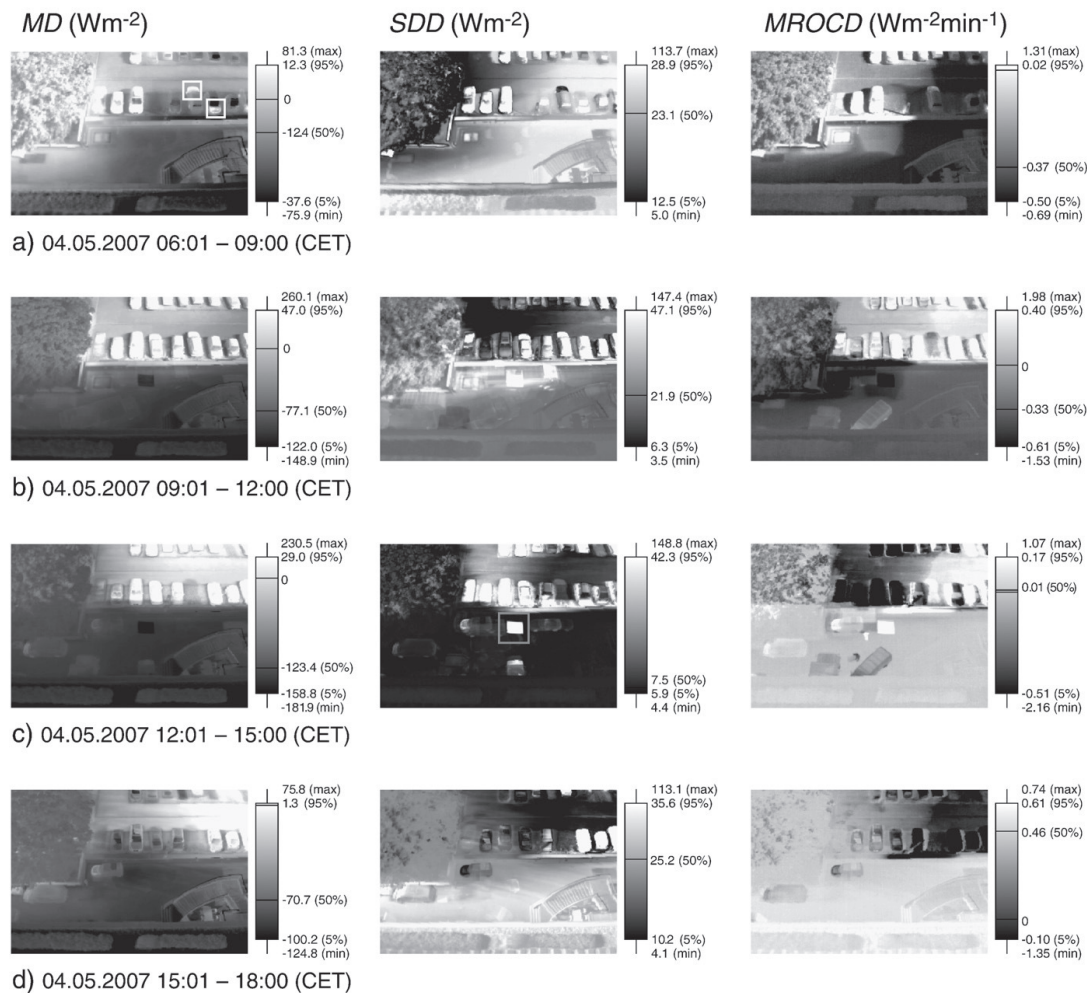 MD (Wm-2)
SDD (Wm-2)
MROCD (Wm-2min-1)
81.3 (max)
12.3 (95%)
0
-12.4 (50%)
-37.6 (5%)
-75.9 (min)
113.7 (max)
28.9 (95%)
23.1 (50%)
12.5 (5%)
5.0 (min)
1.31 (max)
0.02 (95%)
-0.37 (50%)
-0.50 (5%)
-0.69 (min)
a) 04.05.2007 06:01 – 09:00 (CET)
260.1 (max)
47.0 (95%)
0
-77.1 (50%)
-122.0 (5%)
-148.9 (min)
147.4 (max)
47.1 (95%)
21.9 (50%)
6.3 (5%)
3.5 (min)
1.98 (max)
0.40 (95%)
0
-0.33 (50%)
-0.61 (5%)
-1.53 (min)
b) 04.05.2007 09:01 – 12:00 (CET)
230.5 (max)
29.0 (95%)
0
-123.4 (50%)
-158.8 (5%)
-181.9 (min)
148.8 (max)
42.3 (95%)
7.5 (50%)
5.9 (5%)
4.4 (min)
1.07 (max)
0.17 (95%)
0.01 (50%)
-0.51 (5%)
-2.16 (min)
c) 04.05.2007 12:01 – 15:00 (CET)
75.8 (max)
1.3 (95%)
-70.7 (50%)
-100.2 (5%)
-124.8 (min)
113.1 (max)
35.6 (95%)
25.2 (50%)
10.2 (5%)
4.1 (min)
0.74 (max)
0.61 (95%)
0.46 (50%)
0
-0.10 (5%)
-1.35 (min)
d) 04.05.2007 15:01 – 18:00 (CET)